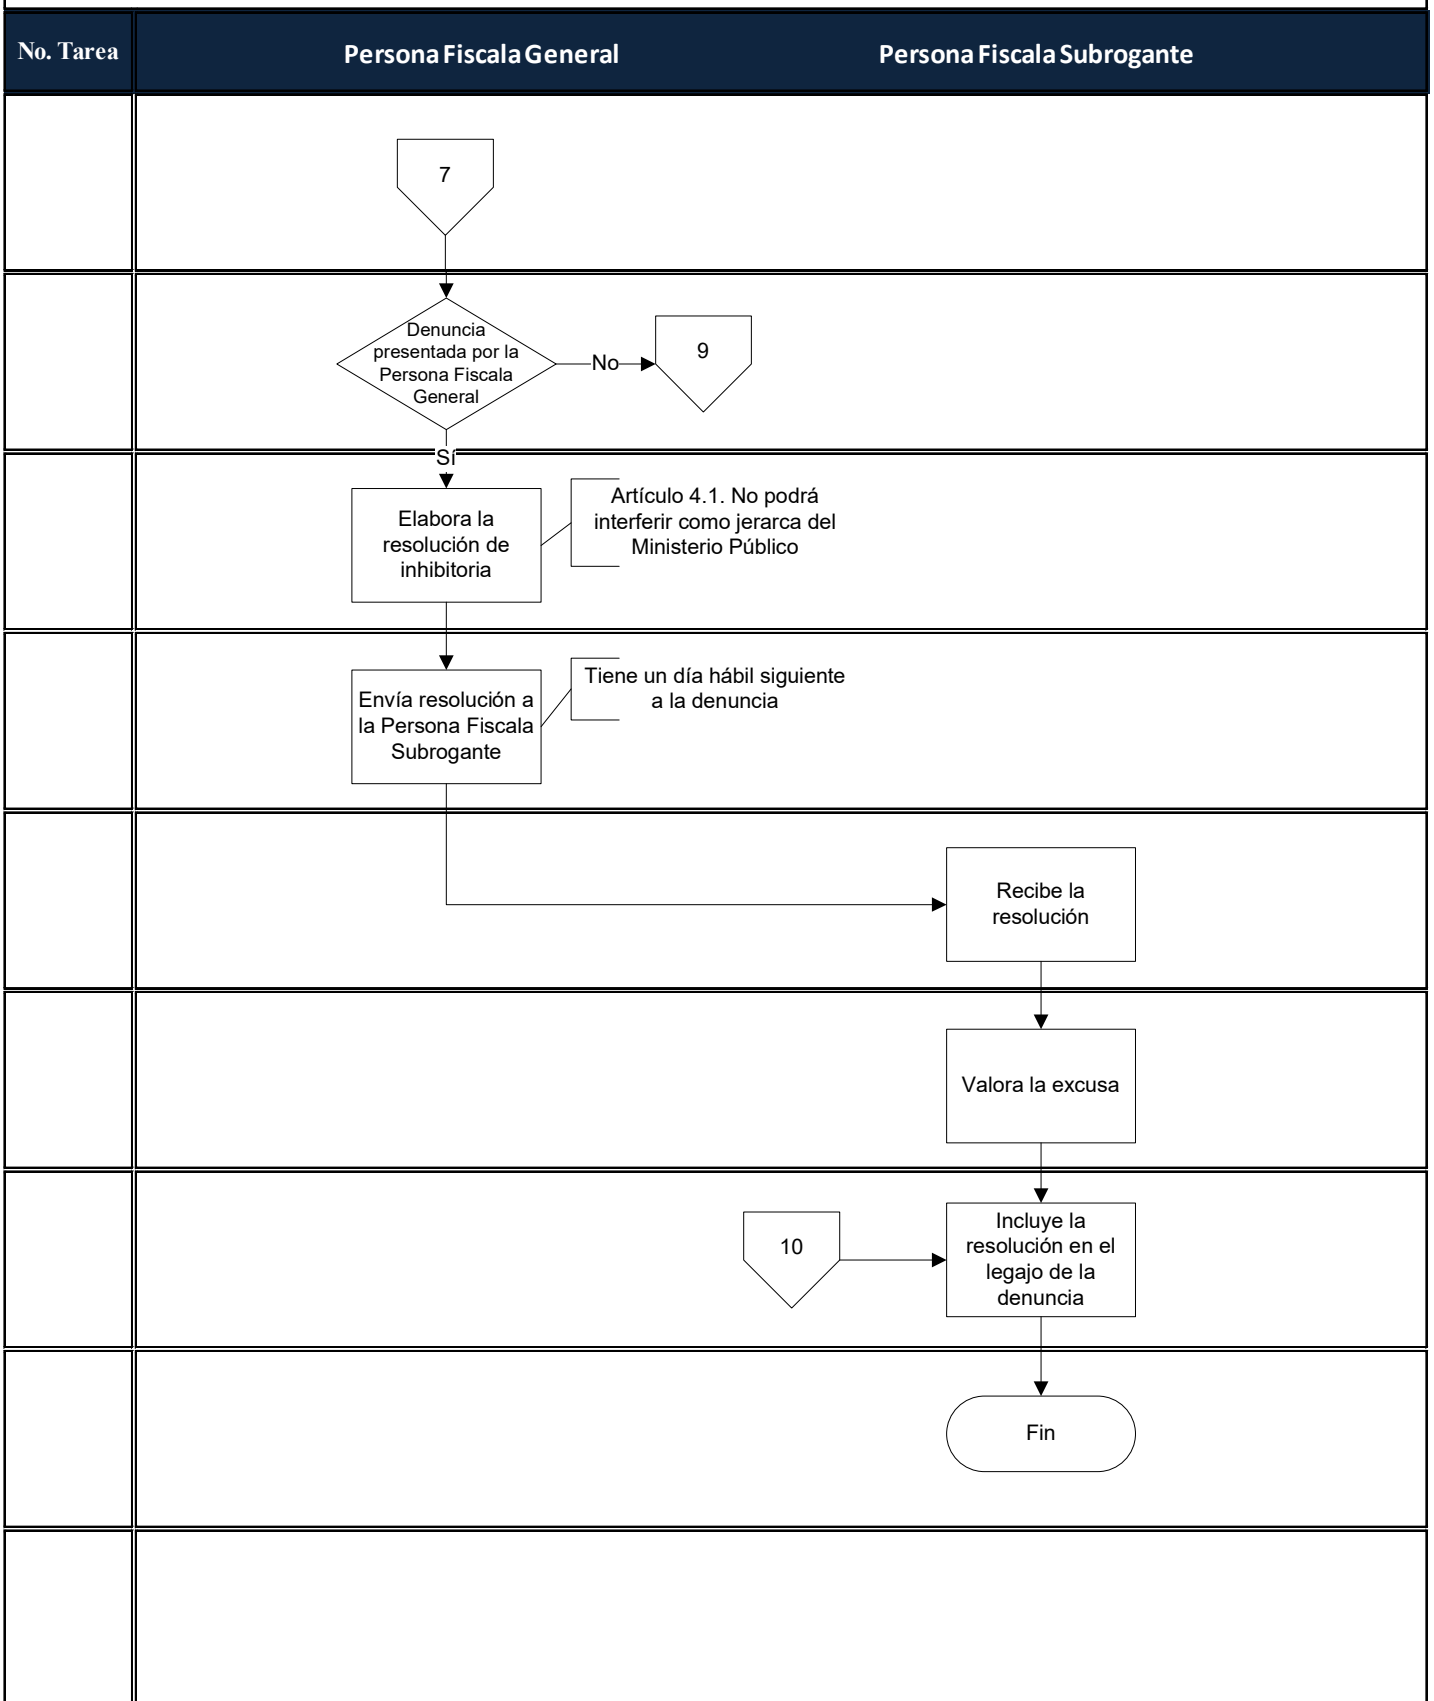 No. Tarea
Persona Fiscala General
Persona Fiscala Subrogante
7
Denuncia
presentada por la
Persona Fiscala
General
No
9
Sí
Elabora la
resolución de
inhibitoria
Artículo 4.1. No podrá
interferir como jerarca del
Ministerio Público
Envía resolución a
la Persona Fiscala
Subrogante
Tiene un día hábil siguiente
a la denuncia
Recibe la
resolución
Valora la excusa
10
Incluye la
resolución en el
legajo de la
denuncia
Fin